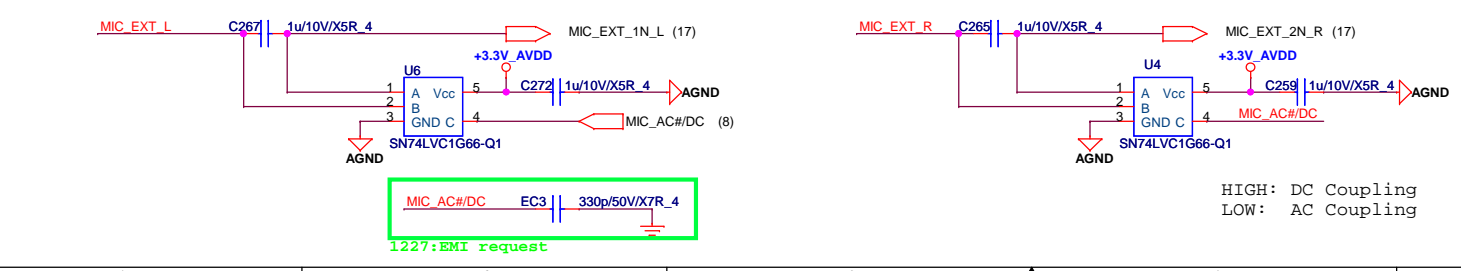 MIC_EXT_L C267 1u/10V/X5R_4 MIC_EXT_1N_L (17)
+3.3V_AVDD
U6
1 A Vcc 5 C272 1u/10V/X5R_4 AGND
2 B
3 GND C 4 MIC_AC#/DC (8)
SN74LVC1G66-Q1
AGND
MIC_AC#/DC EC3 330p/50V/X7R_4
1227:EMI request
MIC_EXT_R C265 1u/10V/X5R_4 MIC_EXT_2N_R (17)
+3.3V_AVDD
U4
1 A Vcc 5 C259 1u/10V/X5R_4 AGND
2 B
3 GND C 4 MIC_AC#/DC
SN74LVC1G66-Q1
AGND
HIGH: DC Coupling
LOW: AC Coupling